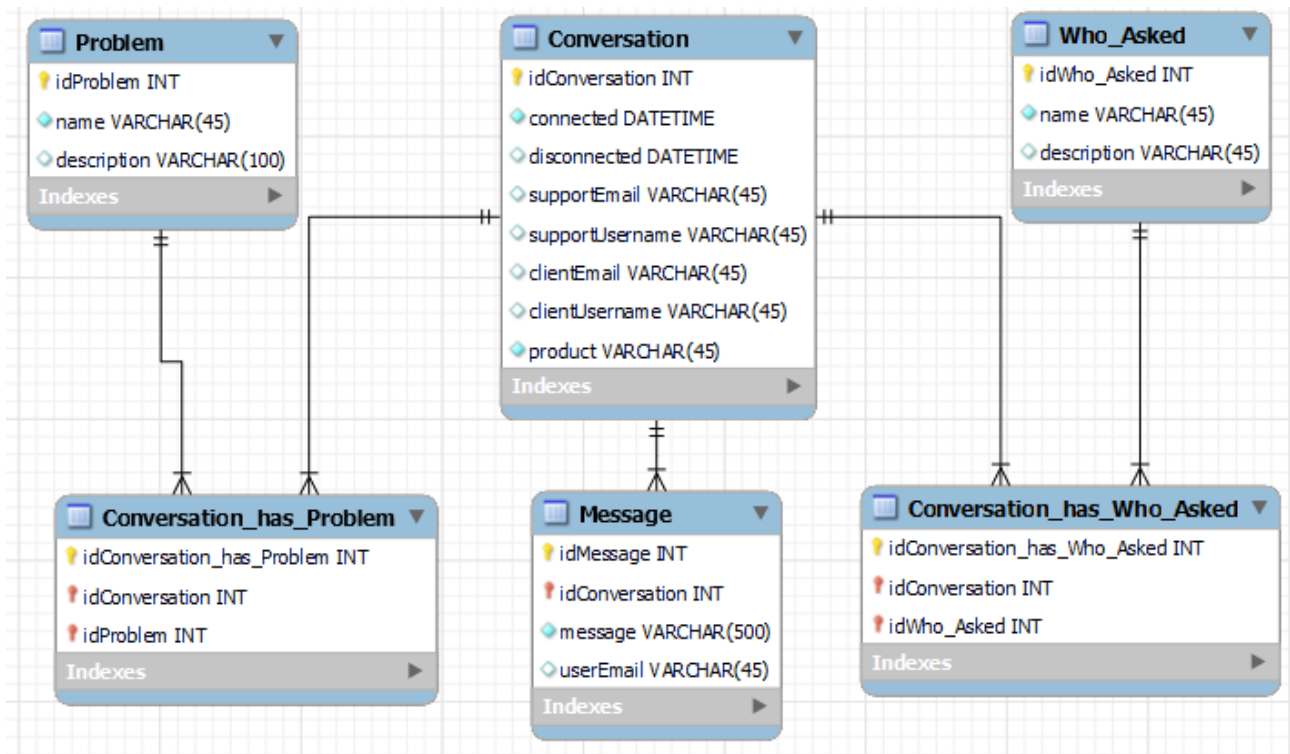 Problem
idProblem INT
name VARCHAR(45)
description VARCHAR(100)
Indexes
Conversation
idConversation INT
connected DATETIME
disconnected DATETIME
supportEmail VARCHAR(45)
supportUsername VARCHAR(45)
clientEmail VARCHAR(45)
clientUsername VARCHAR(45)
product VARCHAR(45)
Indexes
Who_Asked
idWho_Asked INT
name VARCHAR(45)
description VARCHAR(45)
Indexes
Conversation_has_Problem
idConversation_has_Problem INT
idConversation INT
idProblem INT
Indexes
Message
idMessage INT
idConversation INT
message VARCHAR(500)
userEmail VARCHAR(45)
Indexes
Conversation_has_Who_Asked
idConversation_has_Who_Asked INT
idConversation INT
idWho_Asked INT
Indexes